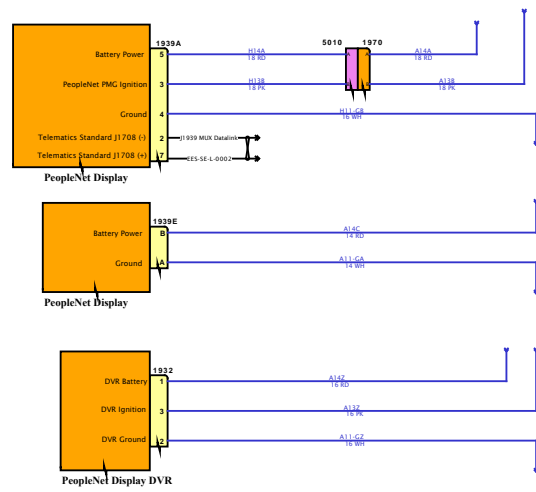 1939A
5010 1970
Battery Power 5 H14A 18 RD A A A14A 18 RD
PeopleNet PMG Ignition 3 H13B 18 PK B B A13B 18 PK
Ground 4 H11-GB 16 WH
Telematics Standard J1708 (-) 2 J1939 MUX Datalink
Telematics Standard J1708 (+) 7 EES-SE-L-0002
PeopleNet Display
1939E
Battery Power B A14C 14 RD
Ground A A11-GA 14 WH
PeopleNet Display
1932
DVR Battery 1 A14Z 16 RD
DVR Ignition 3 A13Z 16 PK
DVR Ground 2 A11-GZ 16 WH
PeopleNet Display DVR